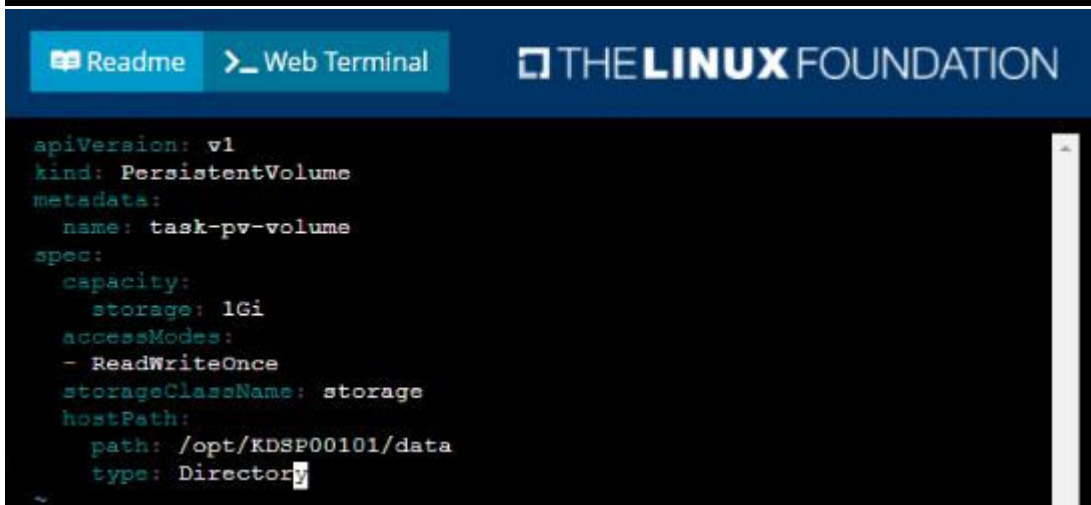 Readme >_ Web Terminal THE LINUX FOUNDATION
apiVersion: v1
kind: PersistentVolume
metadata:
  name: task-pv-volume
spec:
  capacity:
    storage: 1Gi
  accessModes:
  - ReadWriteOnce
  storageClassName: storage
  hostPath:
    path: /opt/KDSP00101/data
    type: Directory
~